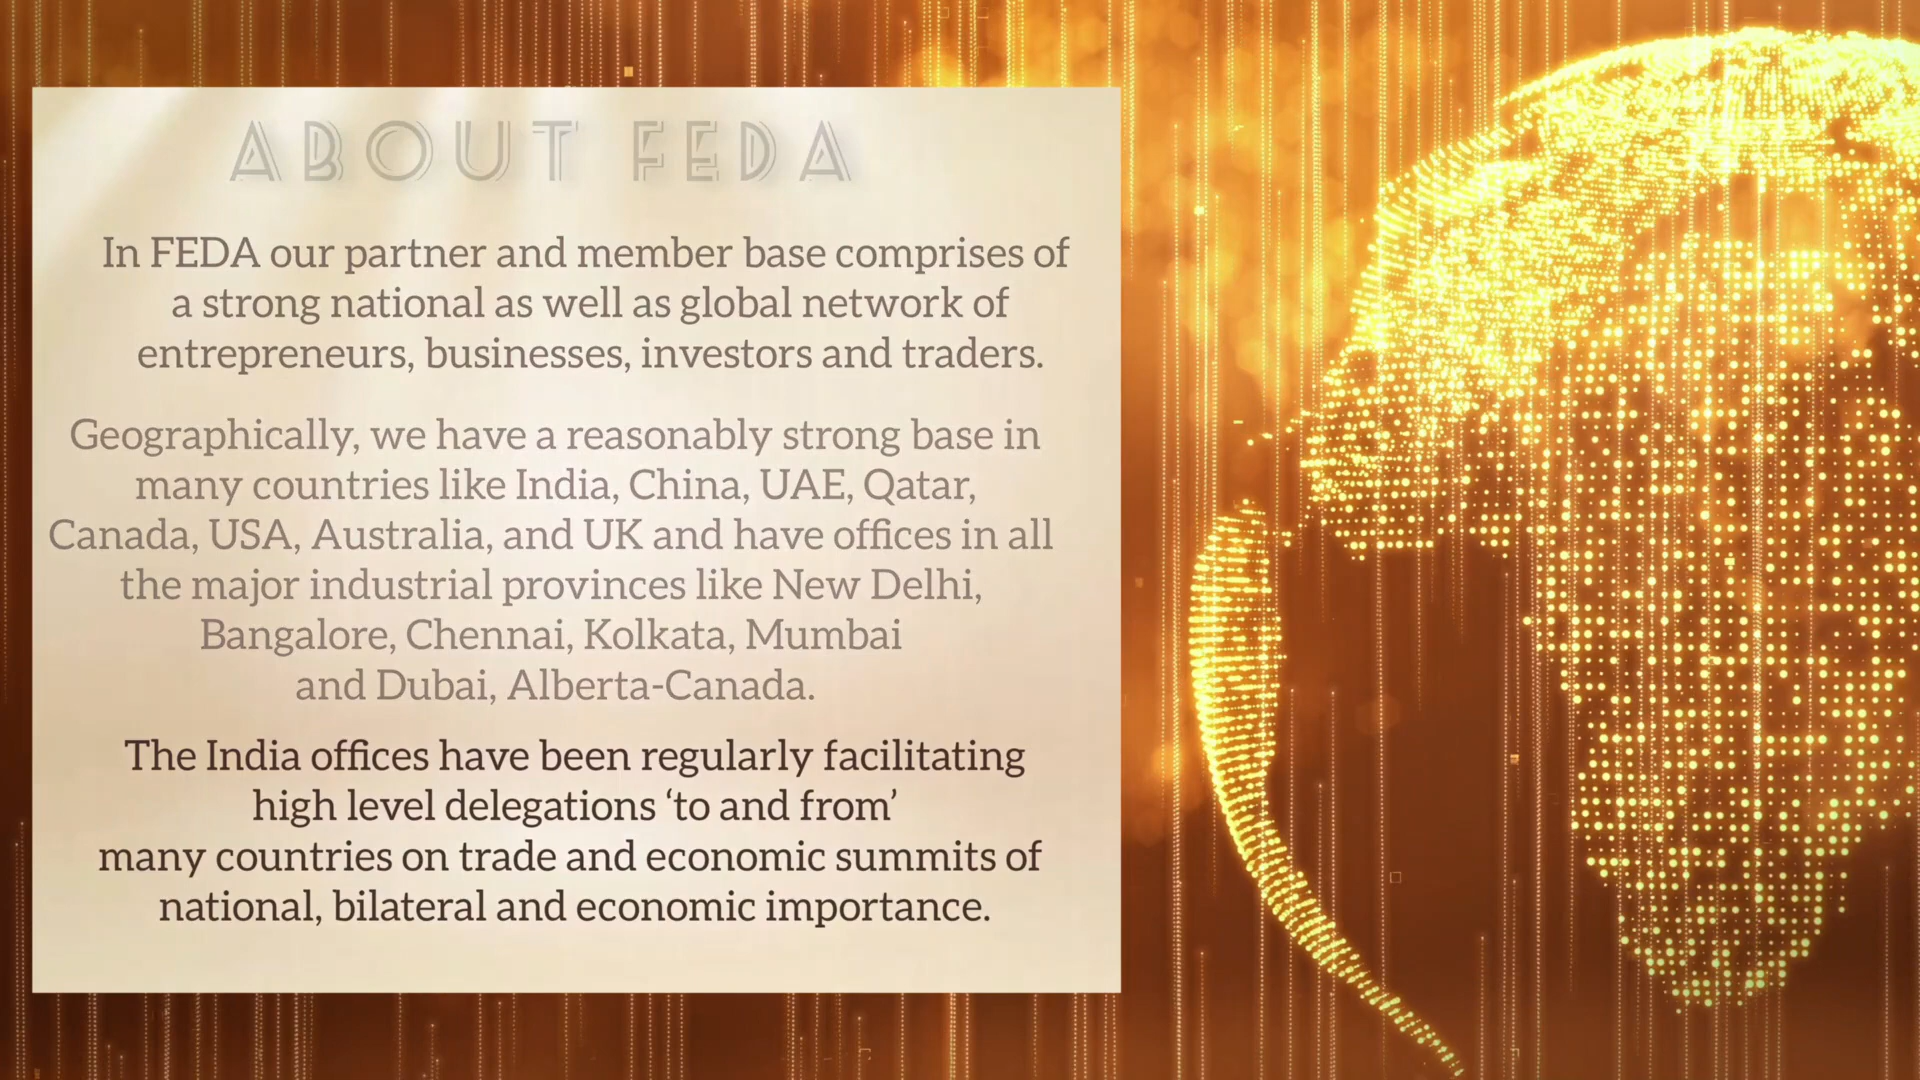 ABOUT FEDA
In FEDA our partner and member base comprises of
a strong national as well as global network of
entrepreneurs, businesses, investors and traders.
Geographically, we have a reasonably strong base in
many countries like India, China, UAE, Qatar,
Canada, USA, Australia, and UK and have offices in all
the major industrial provinces like New Delhi,
Bangalore, Chennai, Kolkata, Mumbai
and Dubai, Alberta-Canada.
The India offices have been regularly facilitating
high level delegations ‘to and from’
many countries on trade and economic summits of
national, bilateral and economic importance.